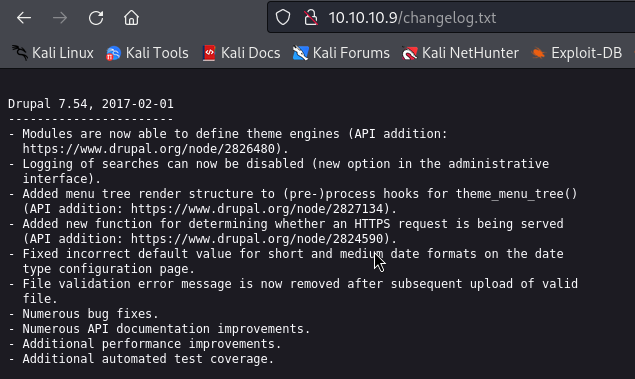 10.10.10.9/changelog.txt
Kali Linux Kali Tools Kali Docs Kali Forums Kali NetHunter Exploit-DB
Drupal 7.54, 2017-02-01
-----------------------
- Modules are now able to define theme engines (API addition:
  https://www.drupal.org/node/2826480).
- Logging of searches can now be disabled (new option in the administrative
  interface).
- Added menu tree render structure to (pre-)process hooks for theme_menu_tree()
  (API addition: https://www.drupal.org/node/2827134).
- Added new function for determining whether an HTTPS request is being served
  (API addition: https://www.drupal.org/node/2824590).
- Fixed incorrect default value for short and medium date formats on the date
  type configuration page.
- File validation error message is now removed after subsequent upload of valid
  file.
- Numerous bug fixes.
- Numerous API documentation improvements.
- Additional performance improvements.
- Additional automated test coverage.